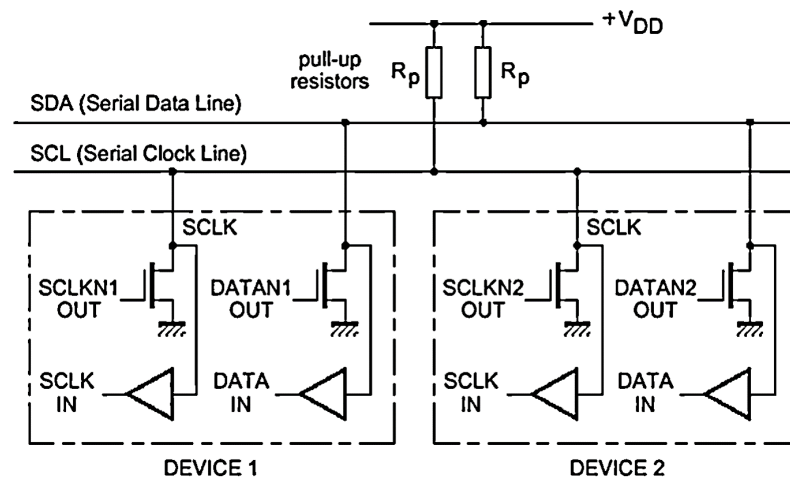 +VDD
pull-up
resistors
Rp
Rp
SDA (Serial Data Line)
SCL (Serial Clock Line)
SCLK
SCLK
SCLKN1
OUT
DATAN1
OUT
SCLKN2
OUT
DATAN2
OUT
SCLK
IN
DATA
IN
SCLK
IN
DATA
IN
DEVICE 1
DEVICE 2